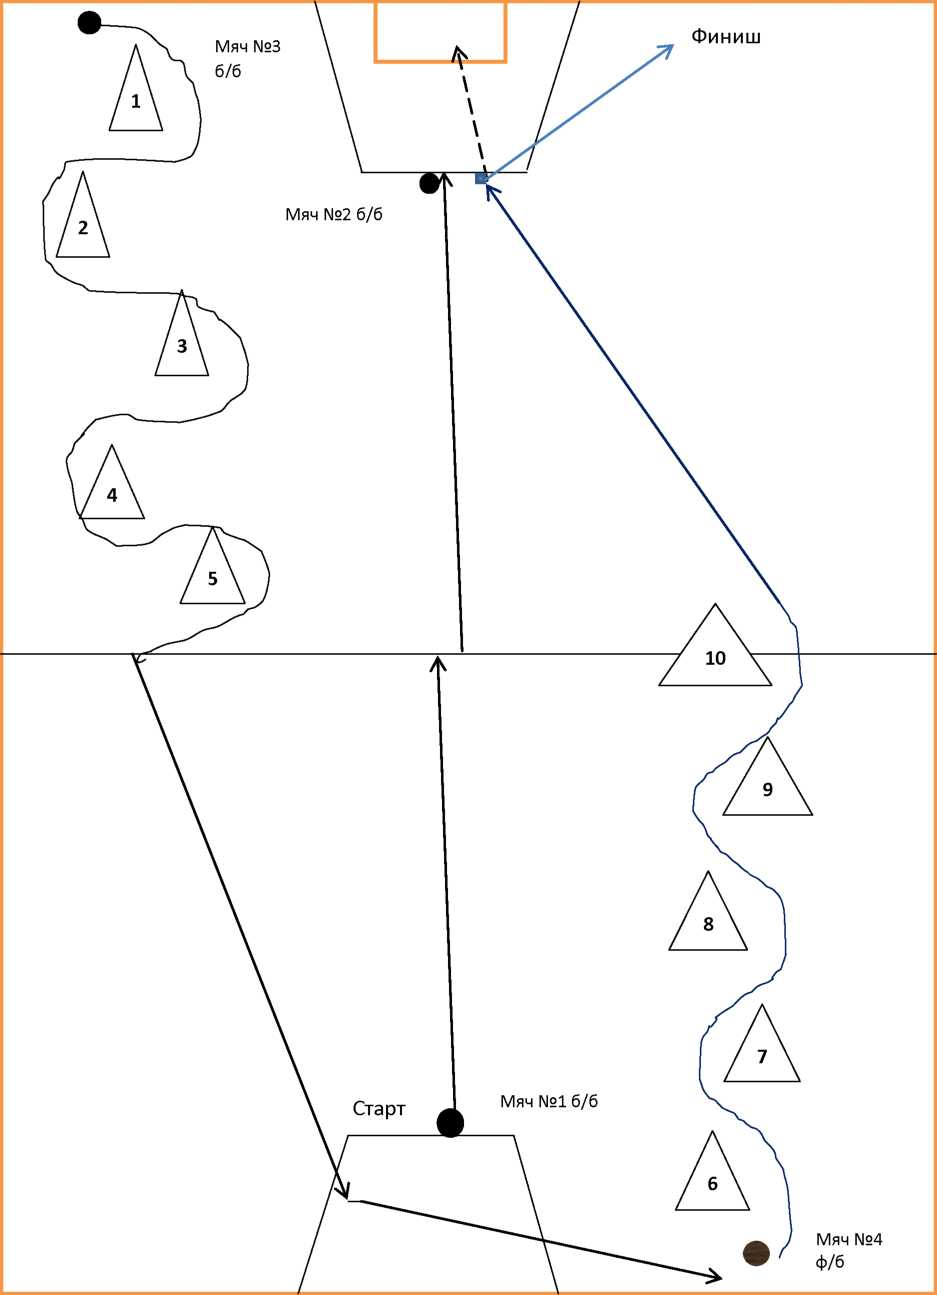 Финиш
Мяч №3
б/б
1
Мяч №2 б/б
2
3
4
5
10
9
8
7
Старт
Мяч №1 б/б
6
Мяч №4
ф/б